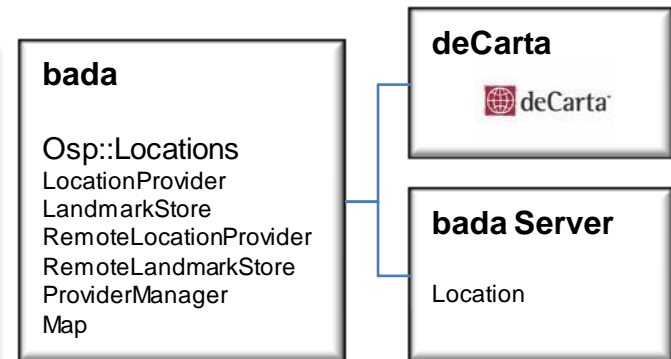 bada
Osp::Locations
LocationProvider
LandmarkStore
RemoteLocationProvider
RemoteLandmarkStore
ProviderManager
Map
deCarta
deCarta
bada Server
Location